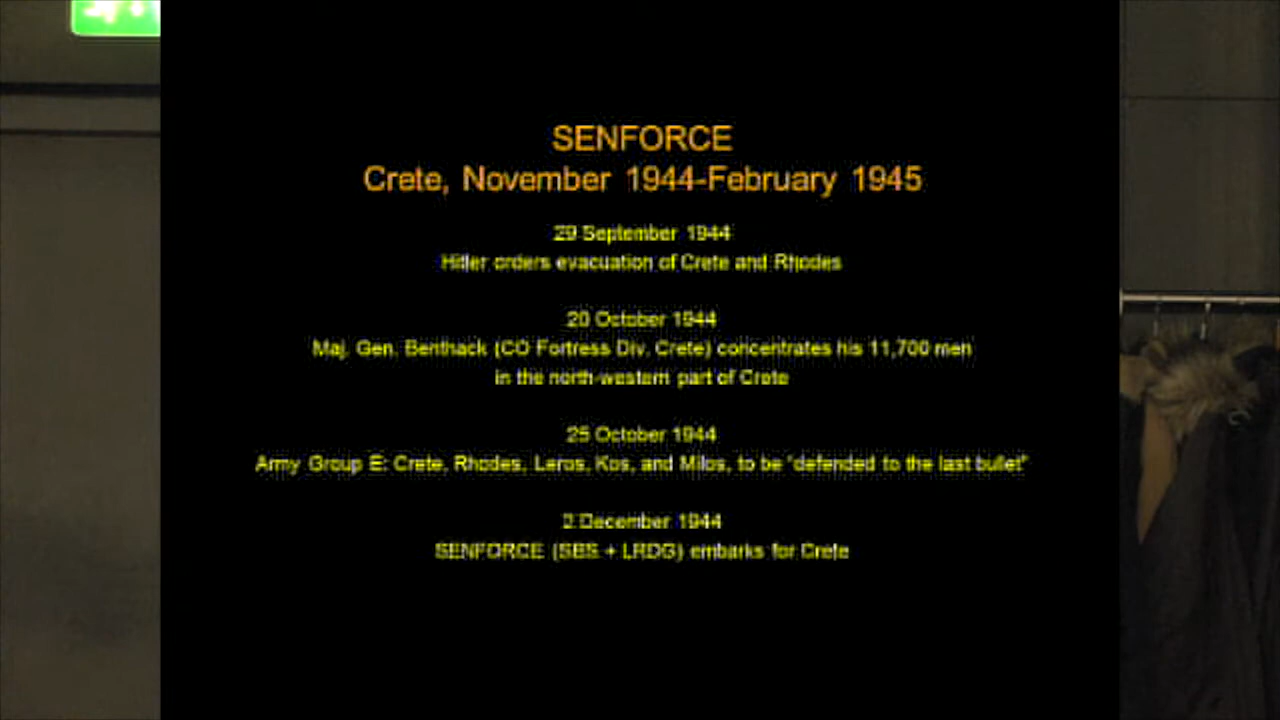 SENFORCE
Crete, November 1944-February 1945
29 September 1944
Hitler orders evacuation of Crete and Rhodes
20 October 1944
Maj. Gen. Benthack (CO Fortress Div. Crete) concentrates his 11,700 men
in the north-western part of Crete
25 October 1944
Army Group E: Crete, Rhodes, Leros, Kos, and Milos, to be "defended to the last bullet"
2 December 1944
SENFORCE (SBS + LRDG) embarks for Crete